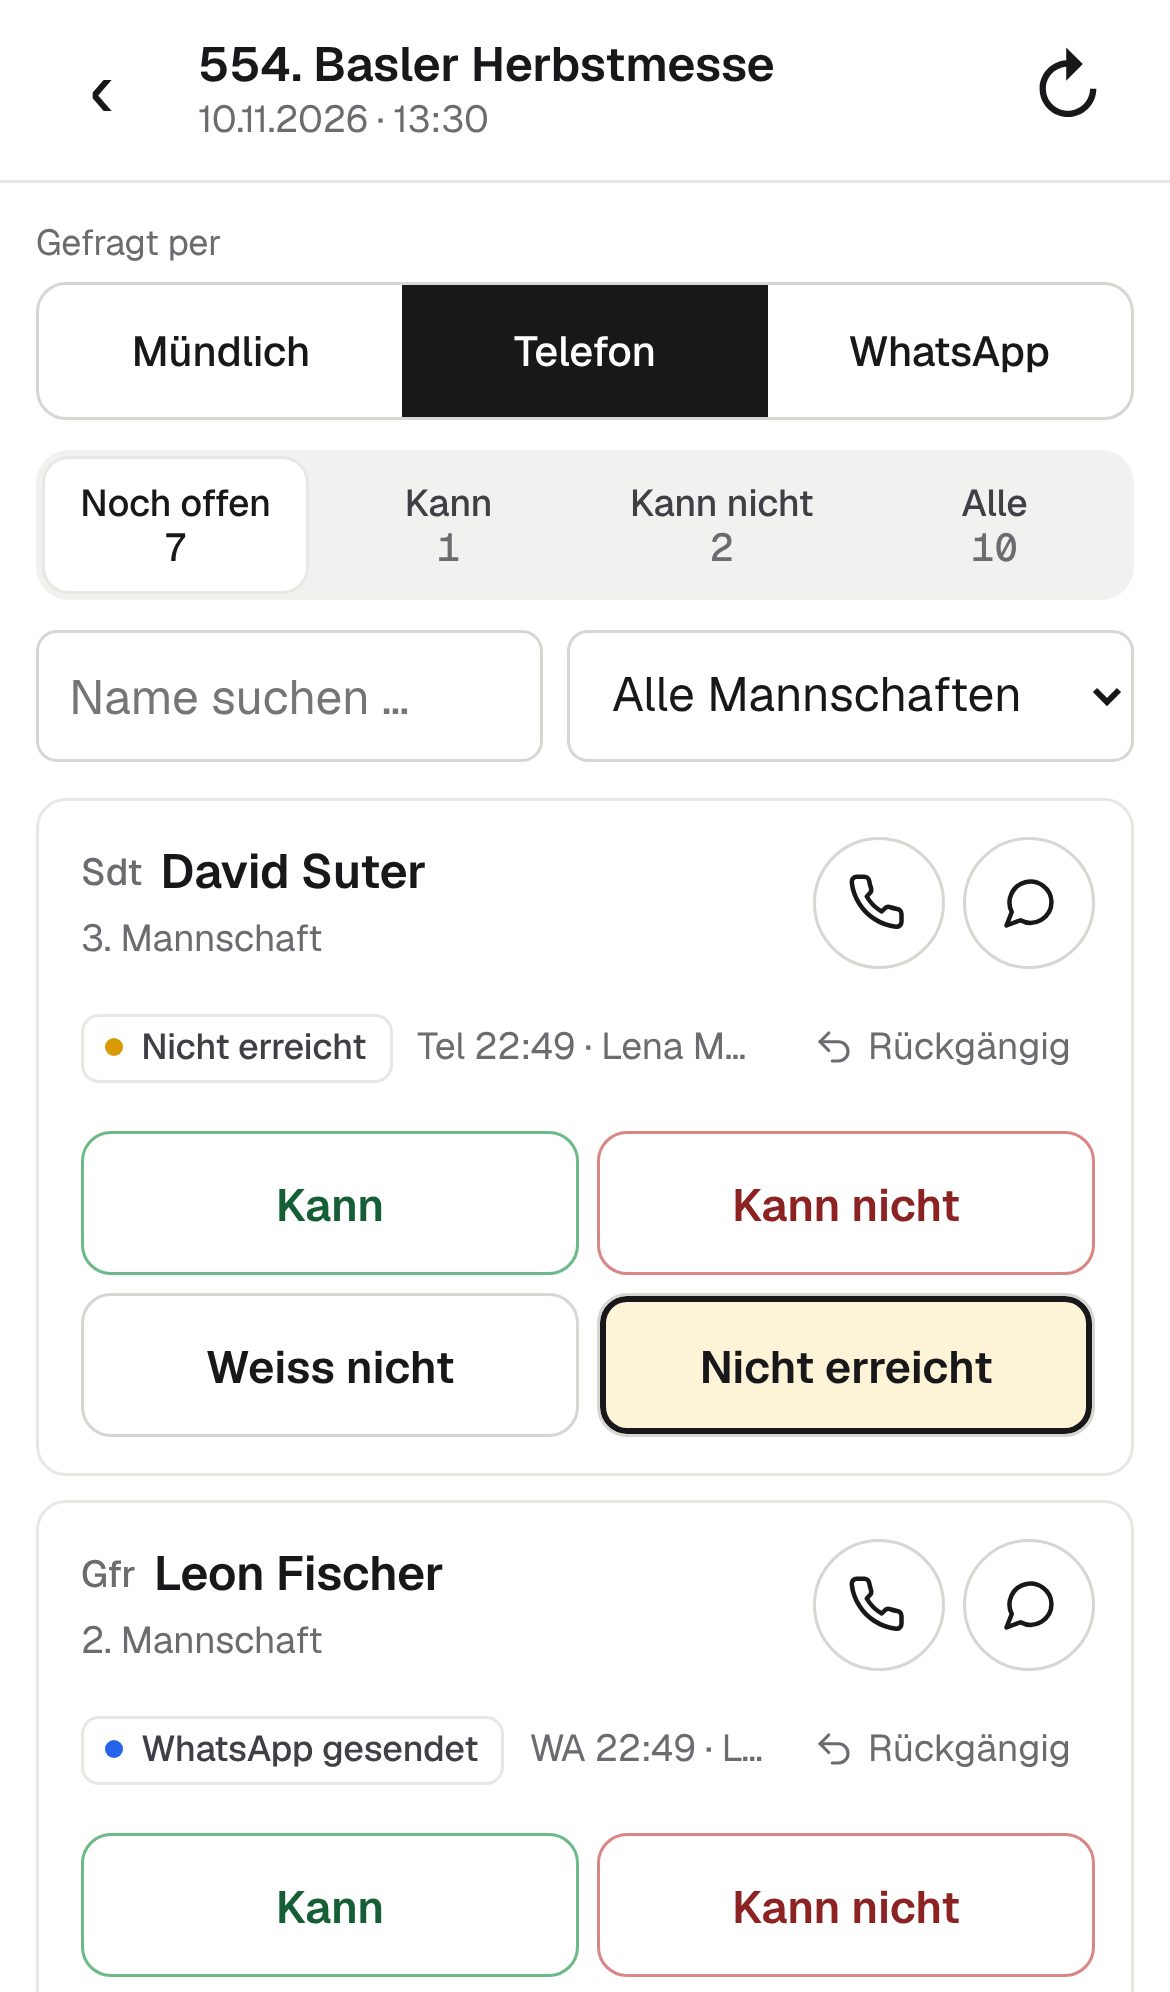 554. Basler Herbstmesse
10.11.2026 · 13:30
Gefragt per
Mündlich
Telefon
WhatsApp
Noch offen
7
Kann
1
Kann nicht
2
Alle
10
Name suchen ...
Alle Mannschaften
Sdt David Suter
3. Mannschaft
Nicht erreicht
Tel 22:49 · Lena M...
Rückgängig
Kann
Kann nicht
Weiss nicht
Nicht erreicht
Gfr Leon Fischer
2. Mannschaft
WhatsApp gesendet
WA 22:49 · L...
Rückgängig
Kann
Kann nicht